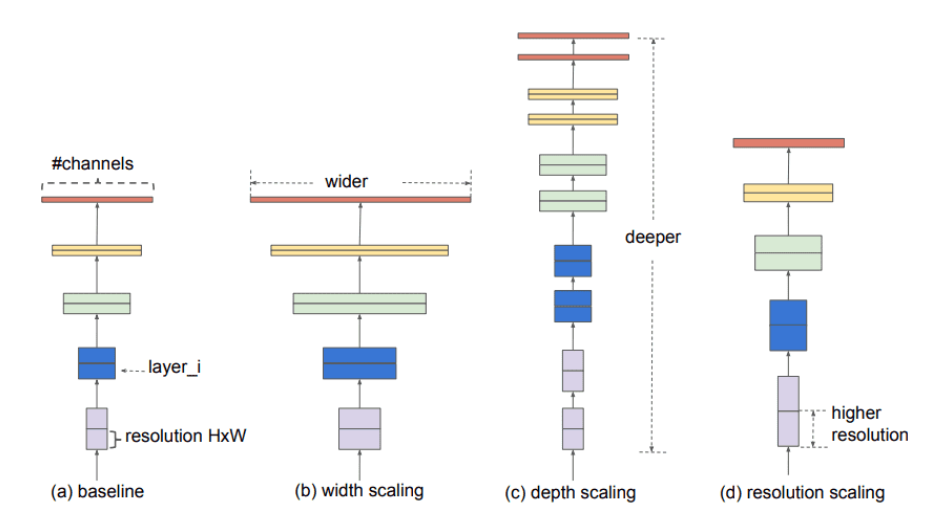 #channels
wider
deeper
layer_i
resolution HxW
higher
resolution
(a) baseline
(b) width scaling
(c) depth scaling
(d) resolution scaling